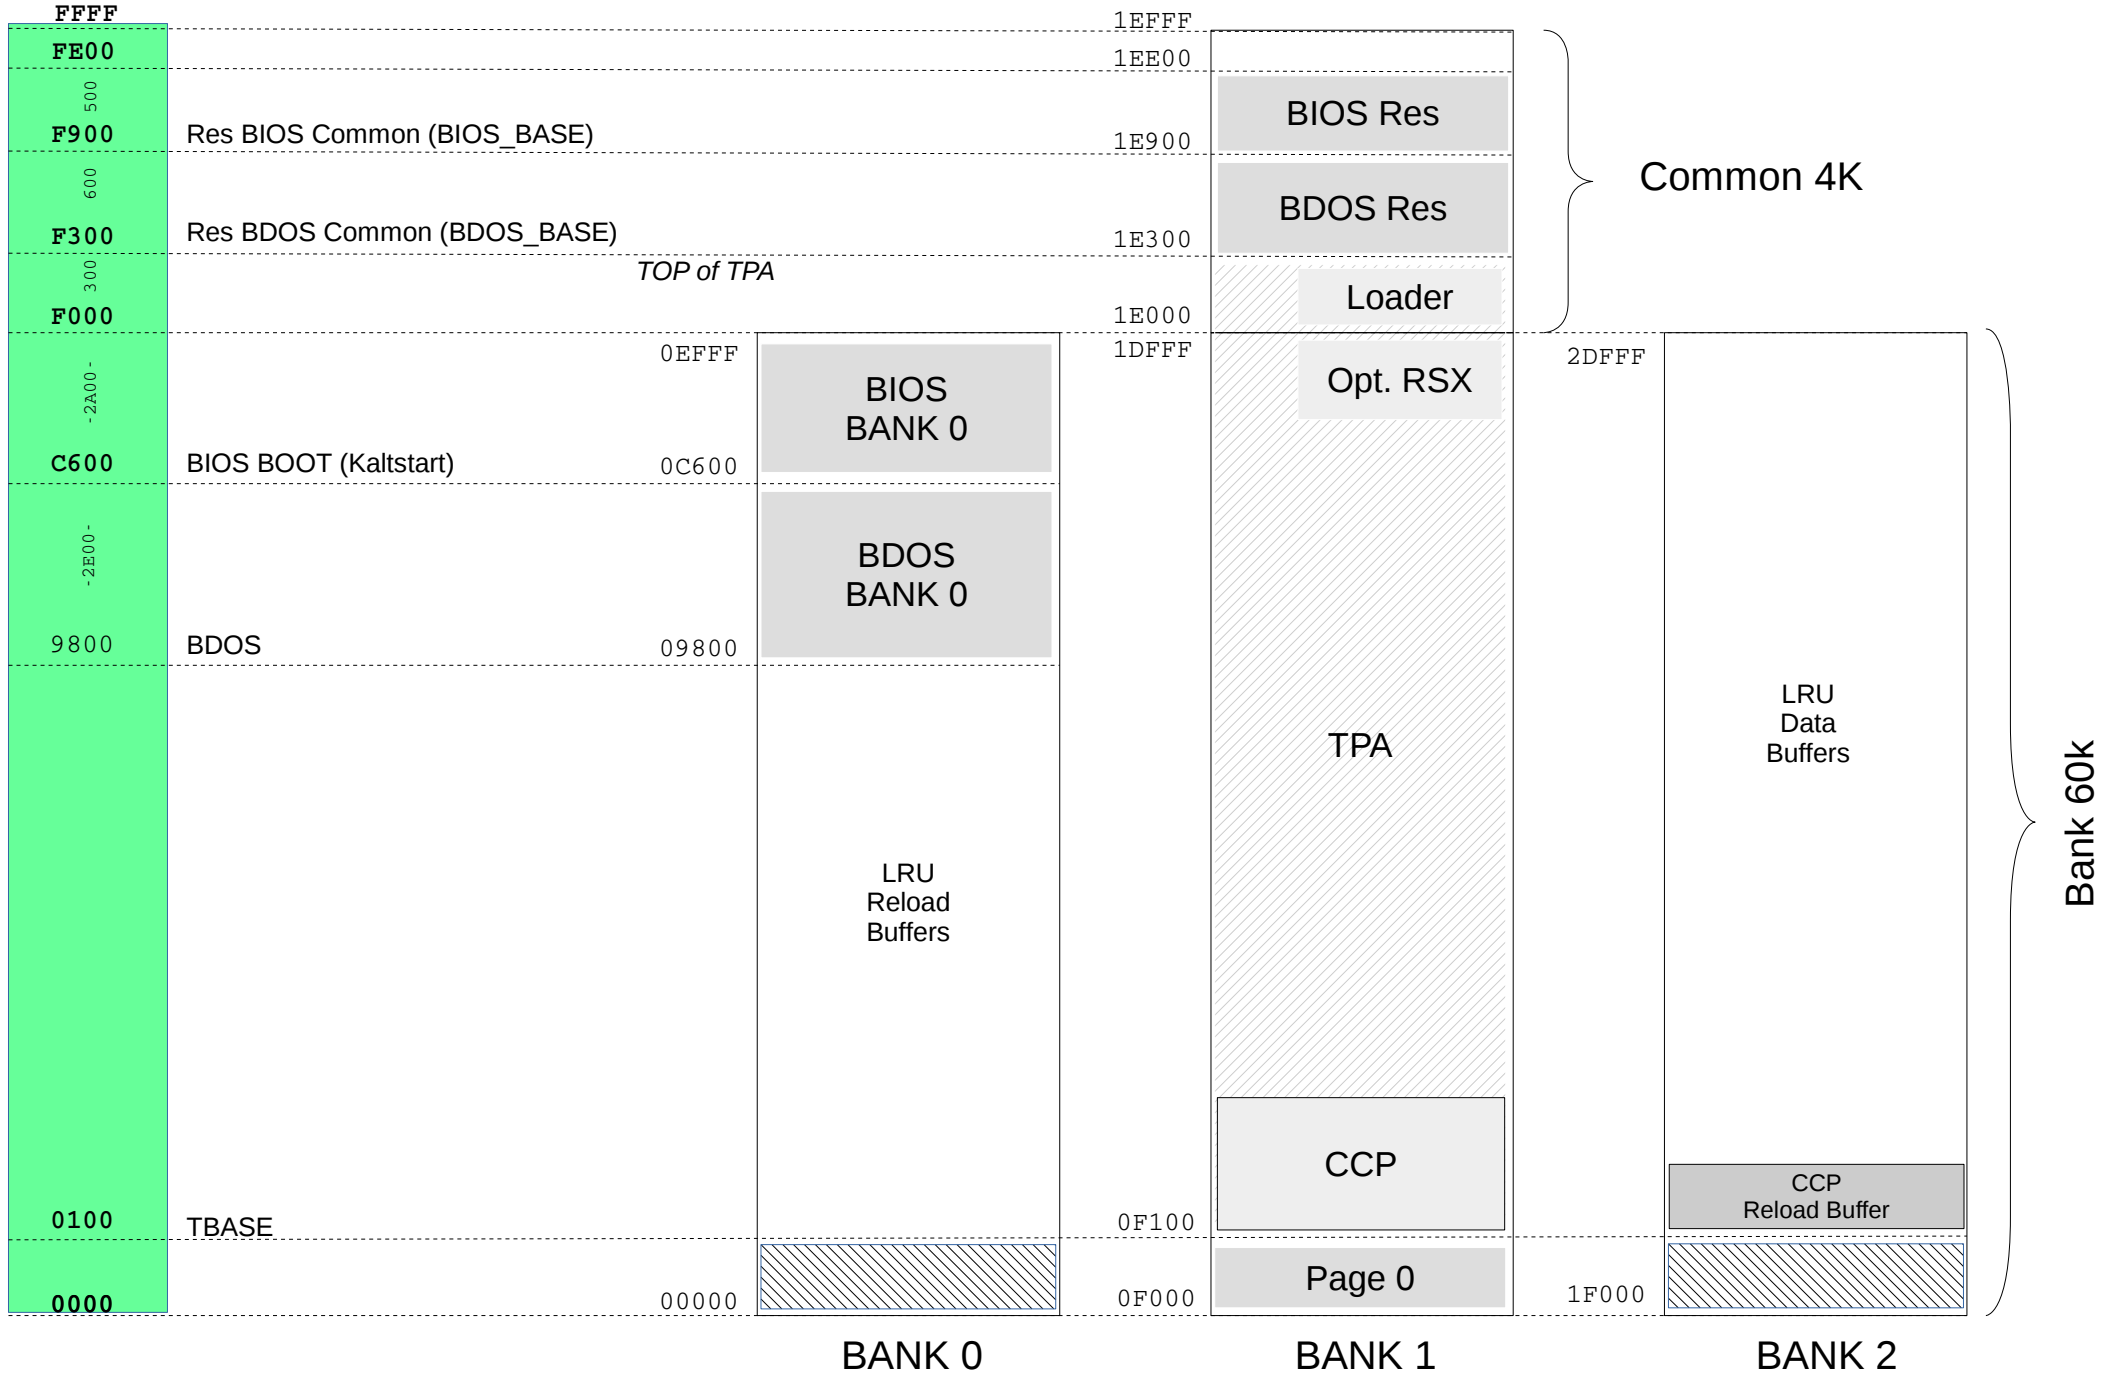 FFFF
1EFFF
FE00
1EE00
500
BIOS Res
F900
Res BIOS Common (BIOS_BASE)
1E900
Common 4K
600
BDOS Res
F300
Res BDOS Common (BDOS_BASE)
1E300
TOP of TPA
300
Loader
F000
1E000
0EFFF
1DFFF
2DFFF
-2A00-
BIOS
BANK 0
Opt. RSX
C600
BIOS BOOT (Kaltstart)
0C600
-2E00-
BDOS
BANK 0
9800
BDOS
09800
LRU
Data
Buffers
TPA
Bank 60k
LRU
Reload
Buffers
CCP
CCP
Reload Buffer
0100
TBASE
0F100
Page 0
0000
00000
0F000
1F000
BANK 0
BANK 1
BANK 2